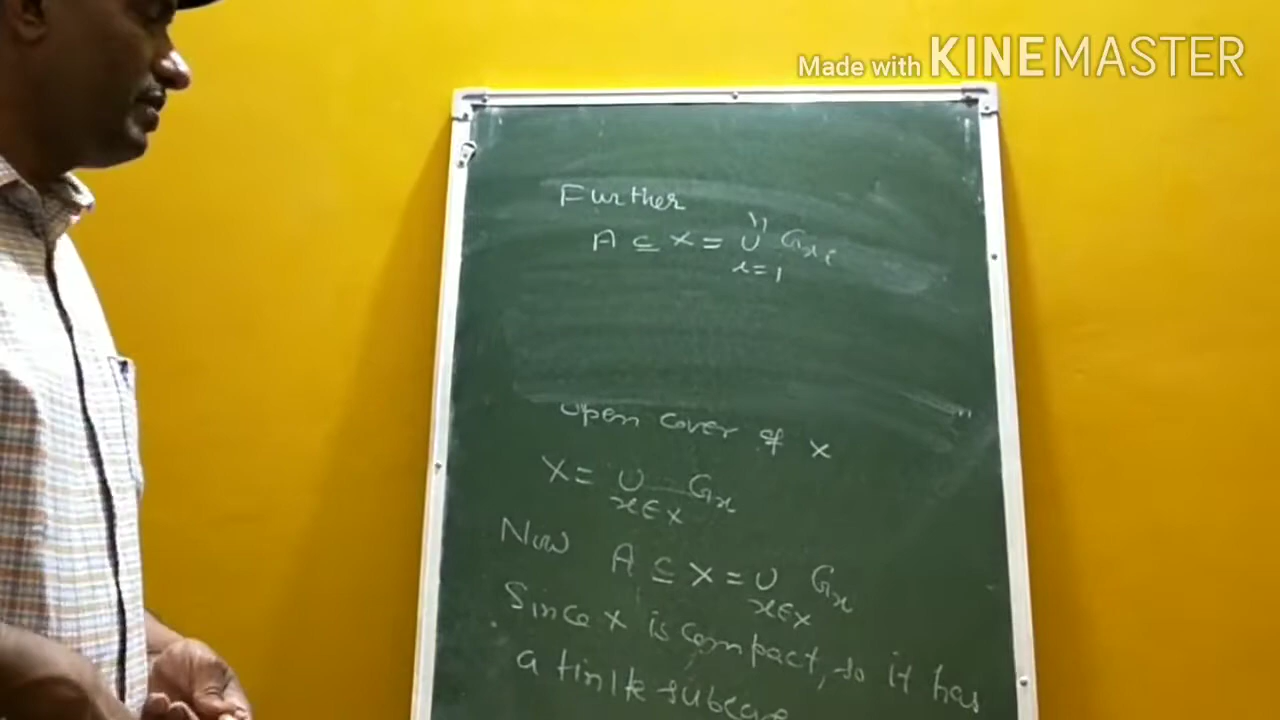 Made with KINEMASTER
Further
A ⊆ X = ∪ⁿᵢ₌₁ Gₓᵢ
open cover of X
X = ∪ₓ∈X Gₓ
Now A ⊆ X = ∪ₓ∈X Gₓ
Since X is compact, so it has
a finite